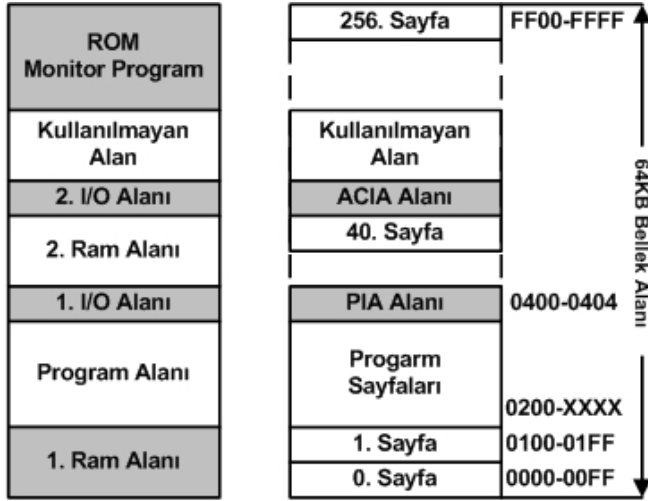 ROM
Monitor Program
Kullanılmayan
Alan
2. I/O Alanı
2. Ram Alanı
1. I/O Alanı
Program Alanı
1. Ram Alanı
256. Sayfa
FF00-FFFF
Kullanılmayan
Alan
ACIA Alanı
40. Sayfa
PIA Alanı
0400-0404
Progarm
Sayfaları
0200-XXXX
1. Sayfa
0100-01FF
0. Sayfa
0000-00FF
64KB Bellek Alanı